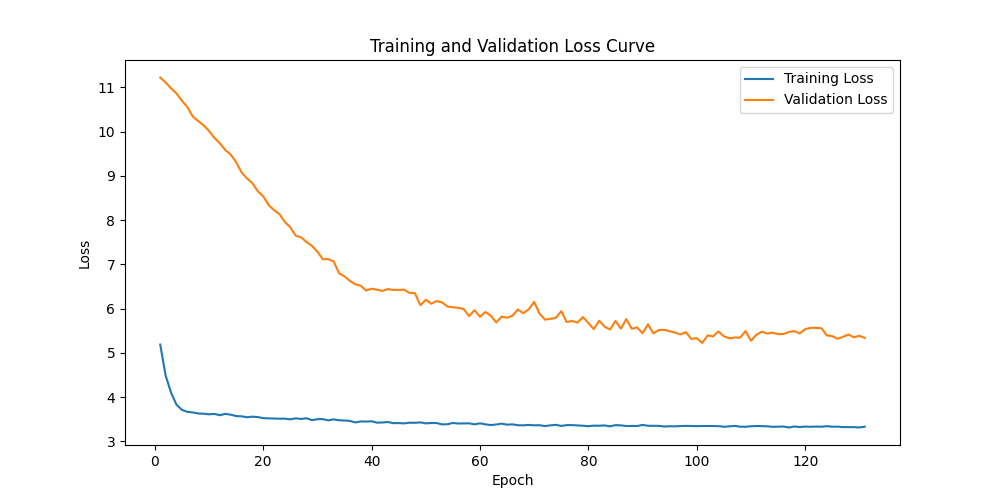 Training and Validation Loss Curve
Training Loss
Validation Loss
11
10
9
8
7
6
5
4
3
Loss
0 20 40 60 80 100 120
Epoch